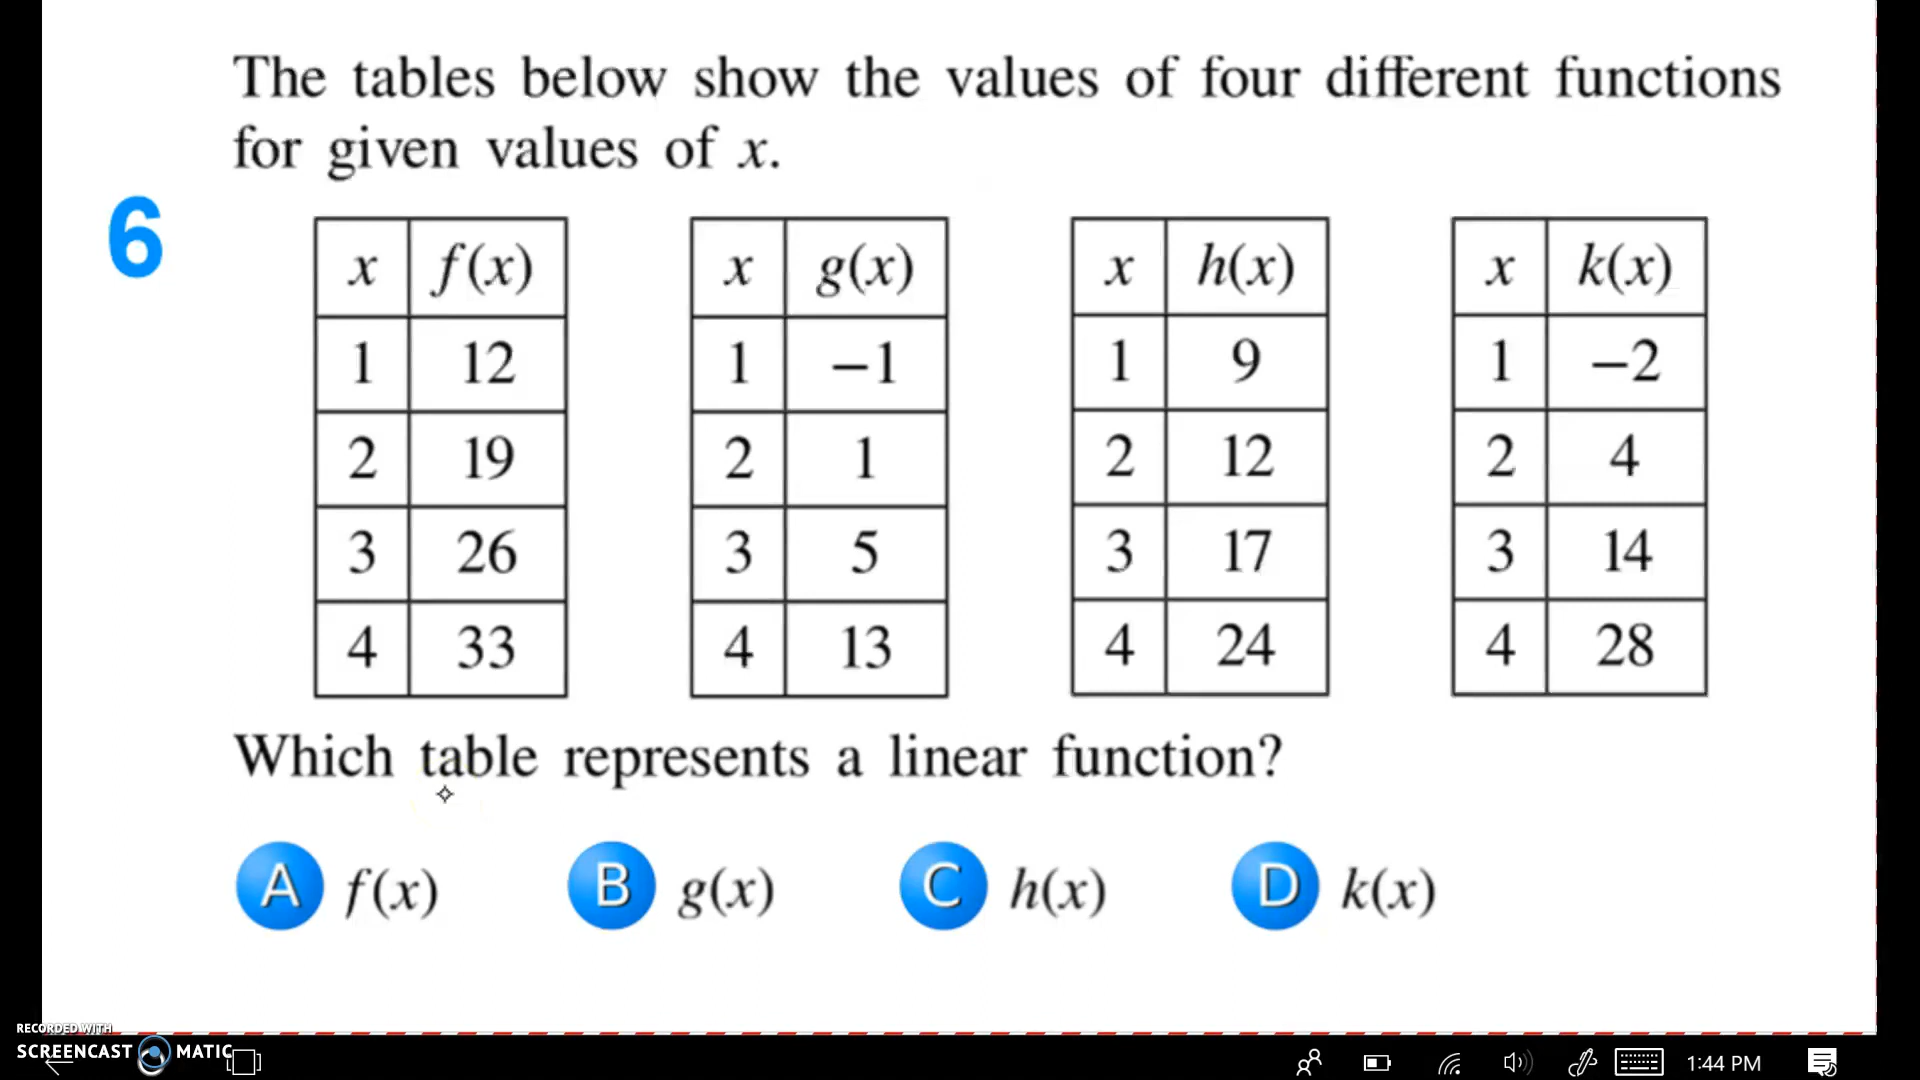 The tables below show the values of four different functions
for given values of x.
6
x f(x)
1 12
2 19
3 26
4 33
x g(x)
1 −1
2 1
3 5
4 13
x h(x)
1 9
2 12
3 17
4 24
x k(x)
1 −2
2 4
3 14
4 28
Which table represents a linear function?
A f(x) B g(x) C h(x) D k(x)
RECORDED WITH
SCREENCAST MATIC
1:44 PM